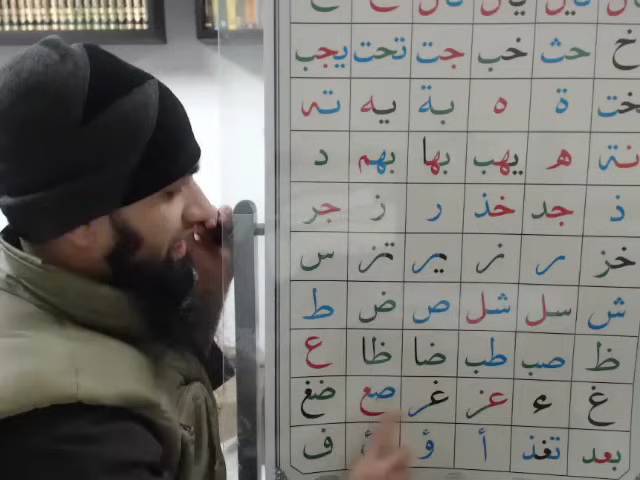 خ حث خب جت تحت يجب
ة ه بة يه ته
نة ه يهب بها بهم د
ذ جد خذ ر ز جر
خز ر ز ير تز س
ش سل شل ص ض ط
ظ صب طب ضا ظا ع
غ ء عز غر صع ضغ
بعد تغذ أ ؤ ف